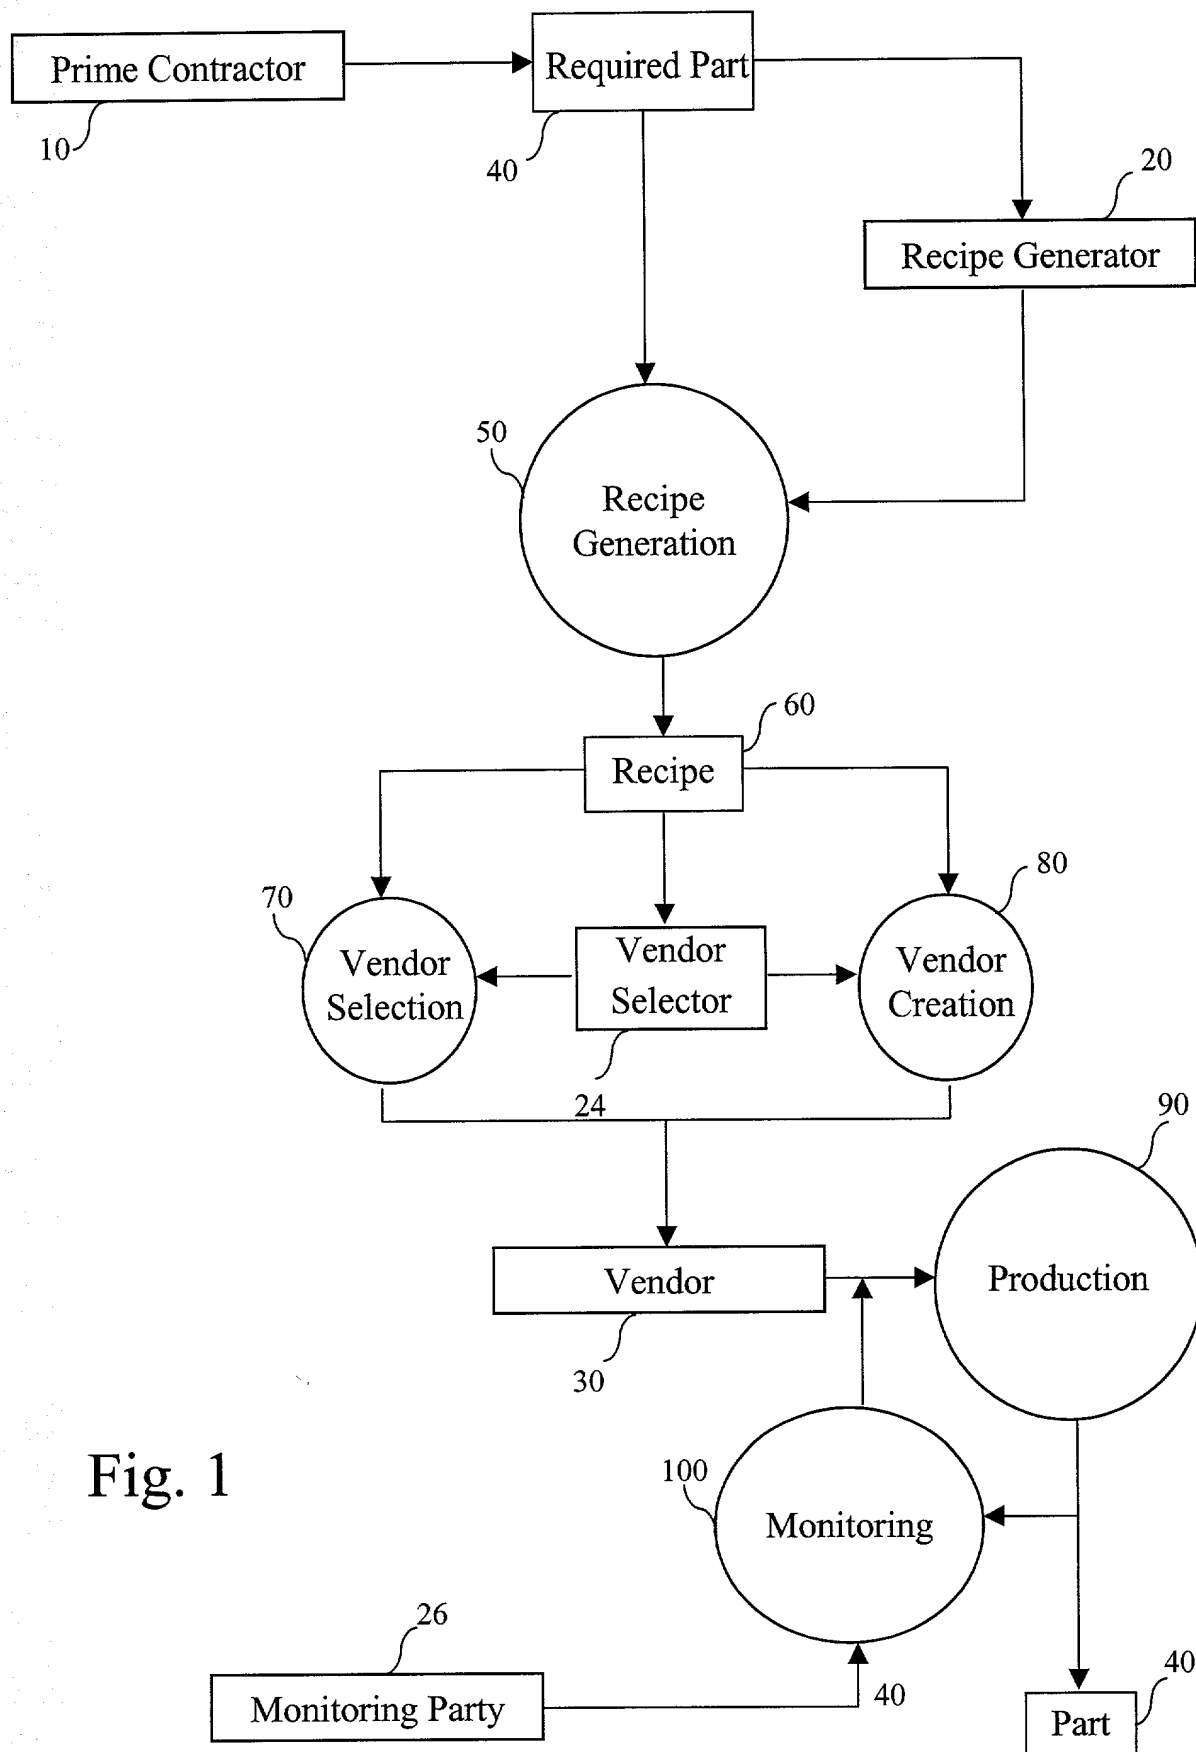 Prime Contractor
10
Required Part
40
20
Recipe Generator
50
Recipe
Generation
60
Recipe
70
Vendor
Selection
Vendor
Selector
24
80
Vendor
Creation
90
Vendor
30
Production
Fig. 1
100
Monitoring
26
Monitoring Party
40
40
Part